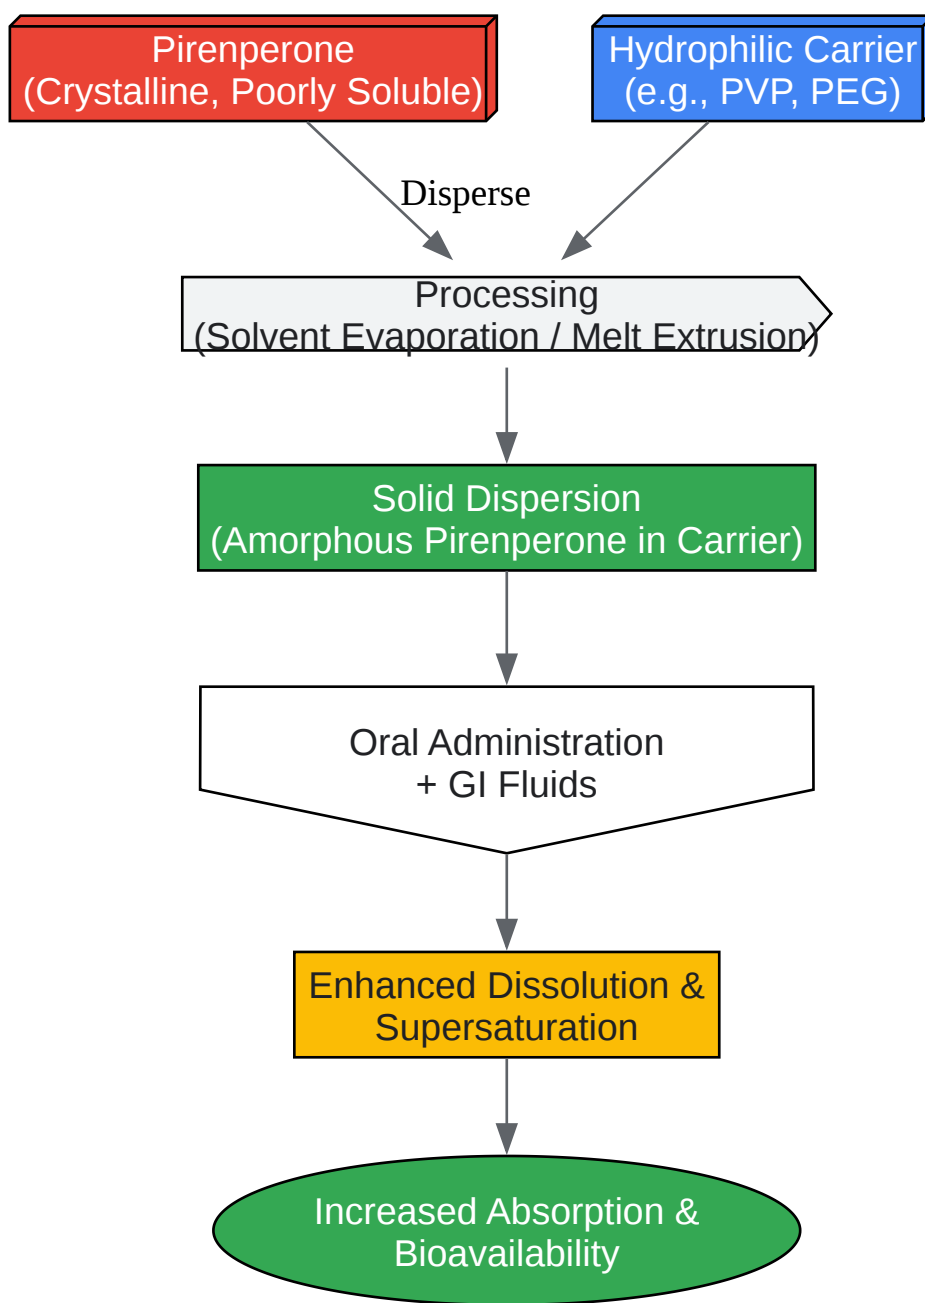 Pirenperone
(Crystalline, Poorly Soluble)
Hydrophilic Carrier
(e.g., PVP, PEG)
Disperse
Processing
(Solvent Evaporation / Melt Extrusion)
Solid Dispersion
(Amorphous Pirenperone in Carrier)
Oral Administration
+ GI Fluids
Enhanced Dissolution &
Supersaturation
Increased Absorption &
Bioavailability